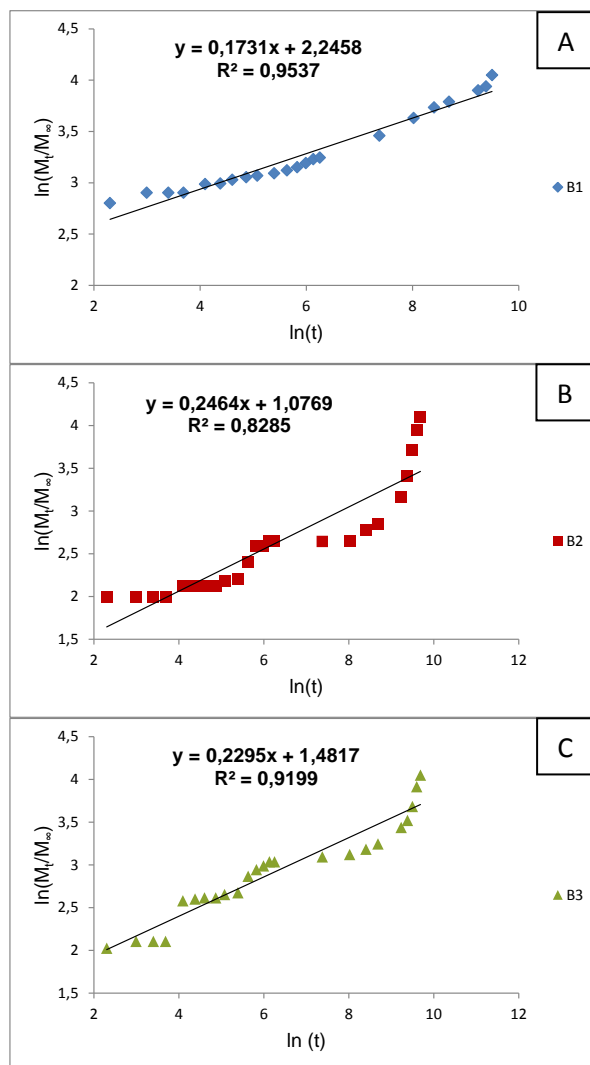 y = 0,1731x + 2,2458
R² = 0,9537
A
4,5
4
3,5
3
2,5
2
2 4 6 8 10
ln(t)
ln(Mt/M∞)
B1
y = 0,2464x + 1,0769
R² = 0,8285
B
4,5
4
3,5
3
2,5
2
1,5
2 4 6 8 10 12
ln(t)
ln(Mt/M∞)
B2
y = 0,2295x + 1,4817
R² = 0,9199
C
4,5
4
3,5
3
2,5
2
1,5
2 4 6 8 10 12
ln (t)
ln(Mt/M∞)
B3